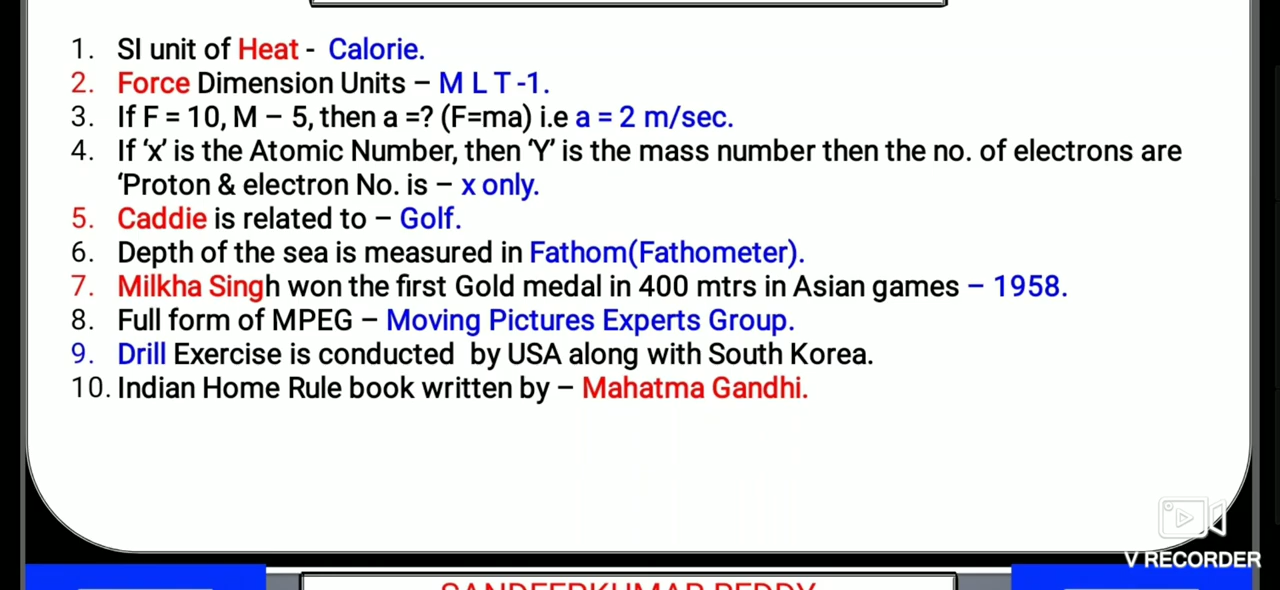 1. SI unit of Heat - Calorie.
2. Force Dimension Units – M L T -1.
3. If F = 10, M – 5, then a =? (F=ma) i.e a = 2 m/sec.
4. If ‘x’ is the Atomic Number, then ‘Y’ is the mass number then the no. of electrons are
‘Proton & electron No. is – x only.
5. Caddie is related to – Golf.
6. Depth of the sea is measured in Fathom(Fathometer).
7. Milkha Singh won the first Gold medal in 400 mtrs in Asian games – 1958.
8. Full form of MPEG – Moving Pictures Experts Group.
9. Drill Exercise is conducted by USA along with South Korea.
10. Indian Home Rule book written by – Mahatma Gandhi.
V RECORDER